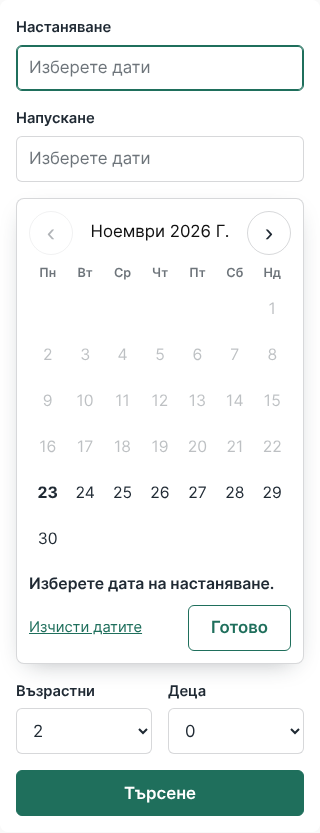 Настаняване
Изберете дати
Напускане
Изберете дати
‹ Ноември 2026 Г. ›
Пн Вт Ср Чт Пт Сб Нд
1
2 3 4 5 6 7 8
9 10 11 12 13 14 15
16 17 18 19 20 21 22
23 24 25 26 27 28 29
30
Изберете дата на настаняване.
Изчисти датите Готово
Възрастни Деца
2 0
Търсене